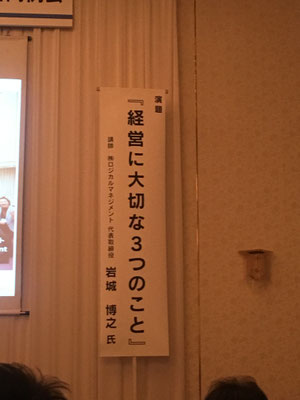 演題
『経営に大切な３つのこと』
講師 ㈱ロジカルマネジメント 代表取締役 岩城 博之 氏